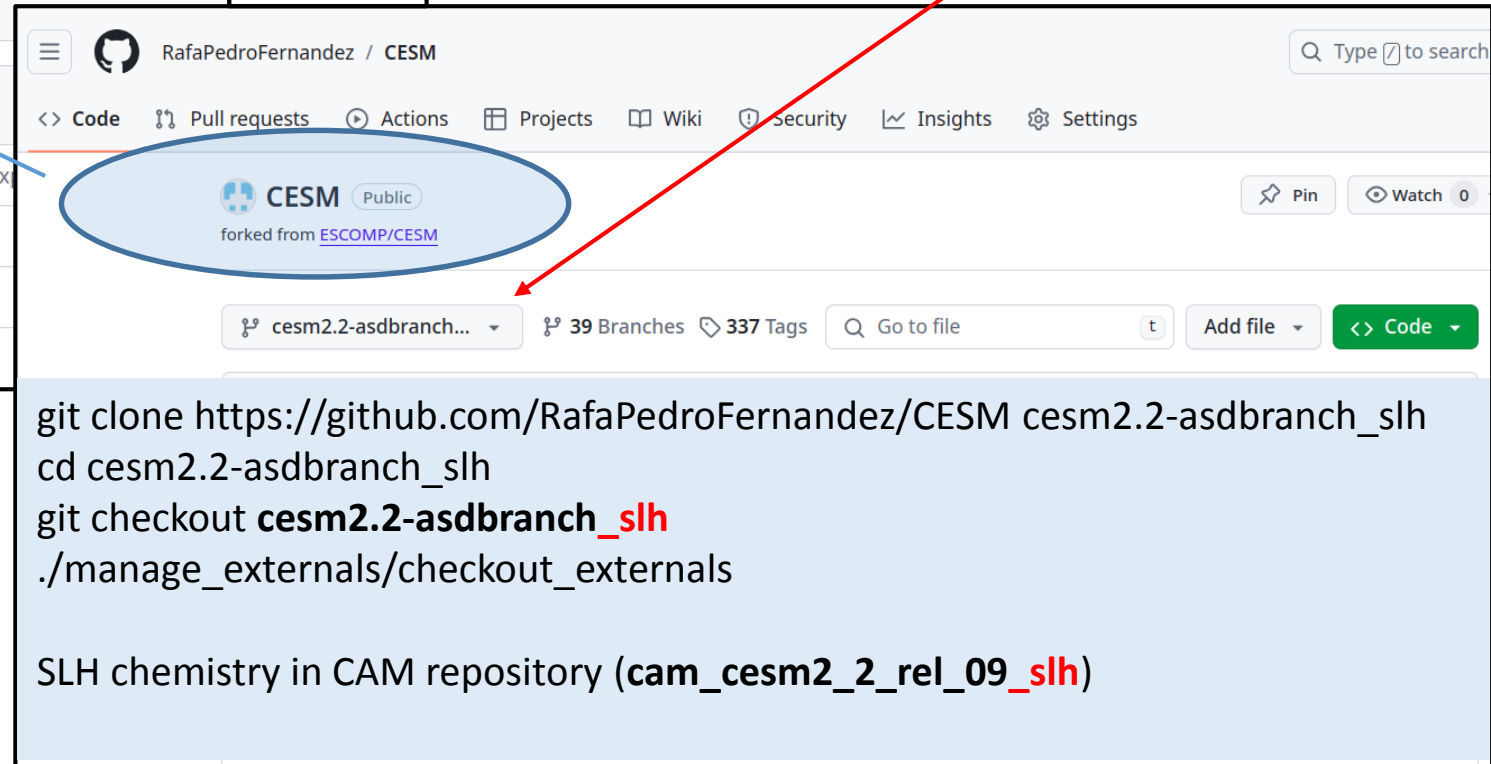 RafaPedroFernandez / CESM
Type / to search
<> Code Pull requests Actions Projects Wiki Security Insights Settings
CESM Public
Pin Watch 0
forked from ESCOMP/CESM
cesm2.2-asdbranch... 39 Branches 337 Tags Go to file t Add file <> Code
git clone https://github.com/RafaPedroFernandez/CESM cesm2.2-asdbranch_slh
cd cesm2.2-asdbranch_slh
git checkout cesm2.2-asdbranch_slh
./manage_externals/checkout_externals
SLH chemistry in CAM repository (cam_cesm2_2_rel_09_slh)